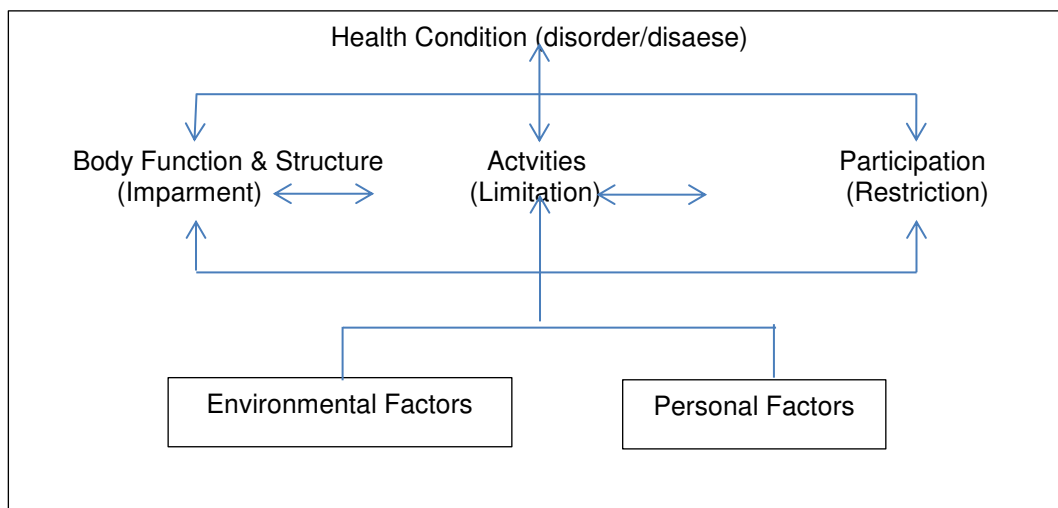 Health Condition (disorder/disaese)
Body Function & Structure
(Imparment)
Actvities
(Limitation)
Participation
(Restriction)
Environmental Factors
Personal Factors